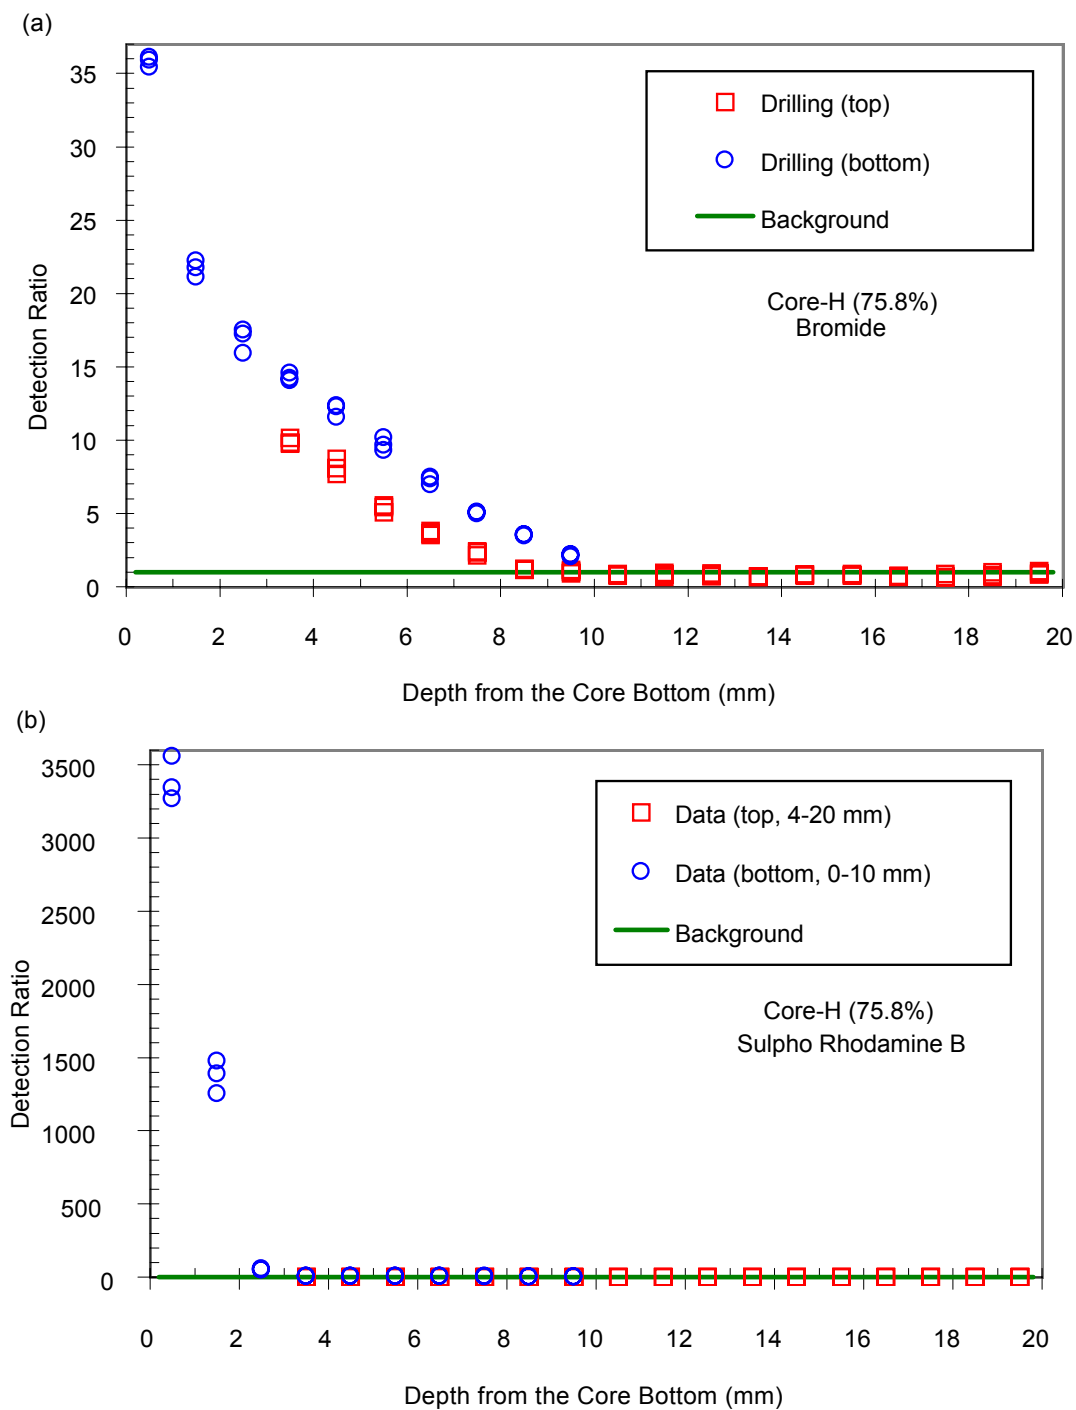 (a)
35
30
25
20
15
10
5
0
Detection Ratio
Drilling (top)
Drilling (bottom)
Background
Core-H (75.8%)
Bromide
0 2 4 6 8 10 12 14 16 18 20
Depth from the Core Bottom (mm)
(b)
3500
3000
2500
2000
1500
1000
500
0
Detection Ratio
Data (top, 4-20 mm)
Data (bottom, 0-10 mm)
Background
Core-H (75.8%)
Sulpho Rhodamine B
0 2 4 6 8 10 12 14 16 18 20
Depth from the Core Bottom (mm)